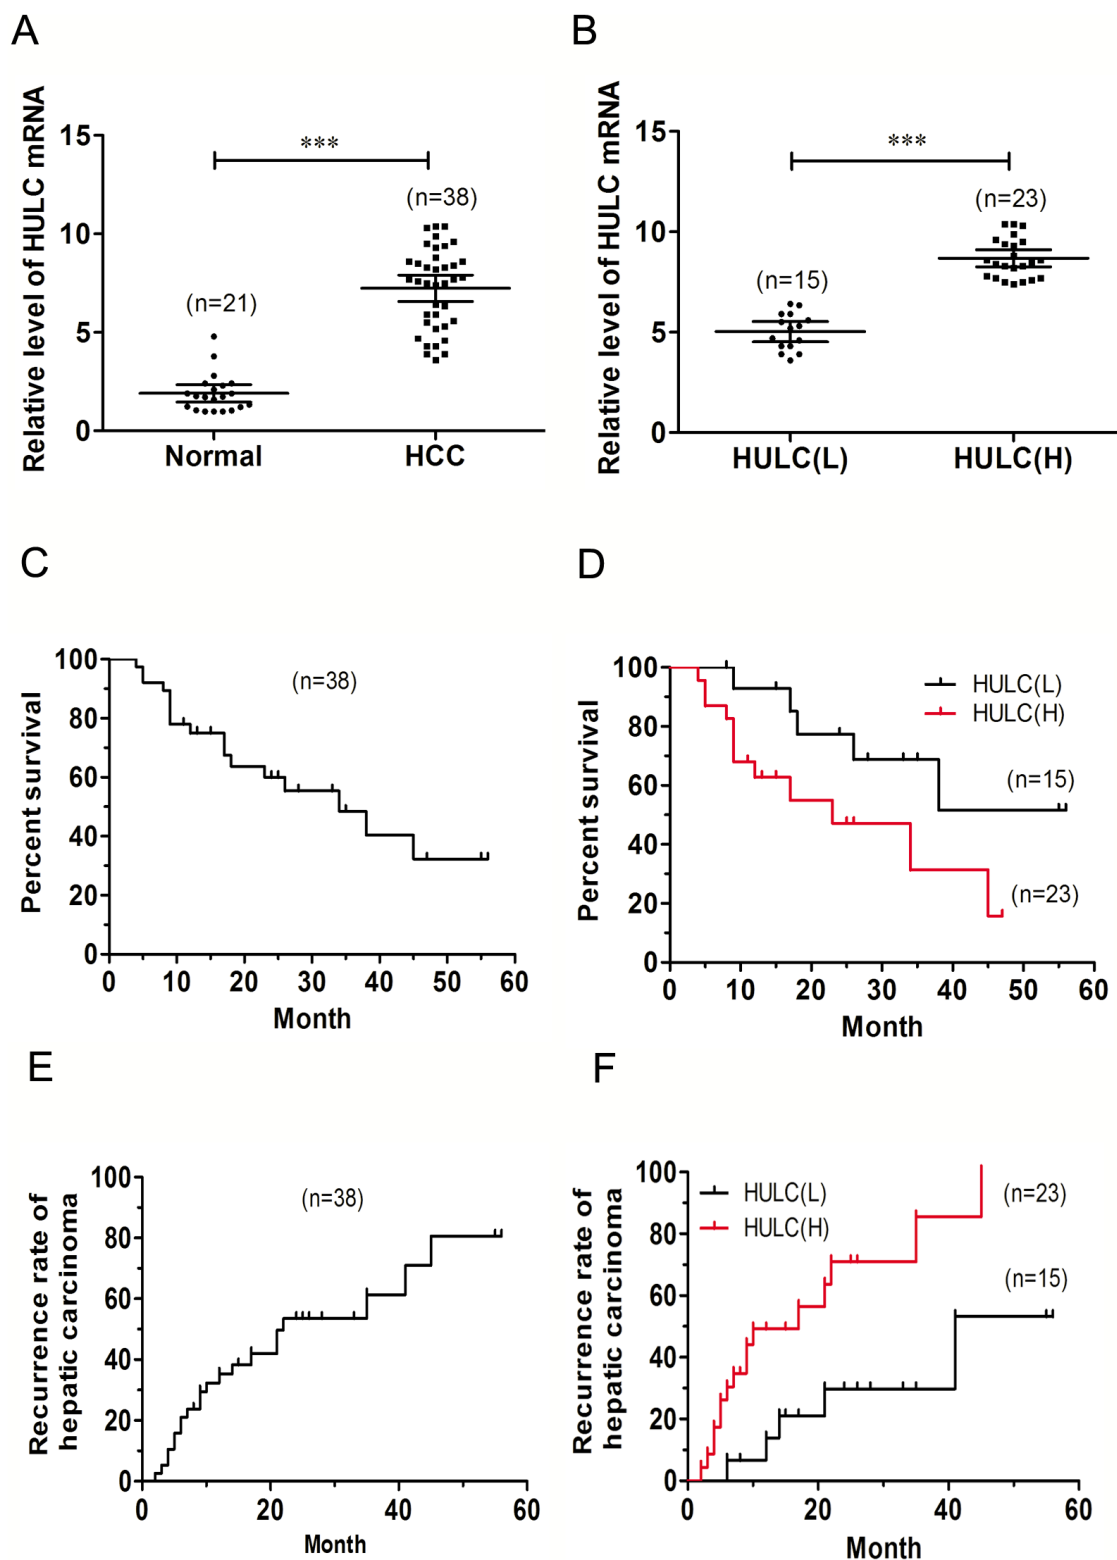 A
Relative level of HULC mRNA
15
10
5
0
***
(n=21)
(n=38)
Normal
HCC
B
Relative level of HULC mRNA
15
10
5
0
***
(n=15)
(n=23)
HULC(L)
HULC(H)
C
Percent survival
100
80
60
40
20
0
(n=38)
0 10 20 30 40 50 60
Month
D
Percent survival
100
80
60
40
20
0
HULC(L)
HULC(H)
(n=15)
(n=23)
0 10 20 30 40 50 60
Month
E
Recurrence rate of
hepatic carcinoma
100
80
60
40
20
0
(n=38)
0 20 40 60
Month
F
Recurrence rate of
hepatic carcinoma
100
80
60
40
20
0
HULC(L)
HULC(H)
(n=23)
(n=15)
0 20 40 60
Month